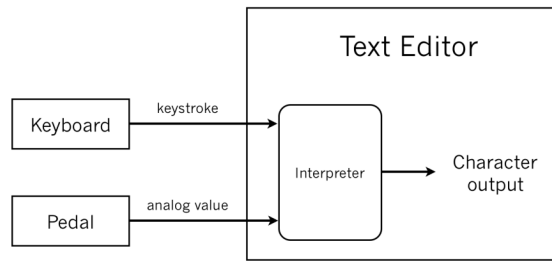 Text Editor
keystroke
Keyboard
Interpreter
Character
output
analog value
Pedal